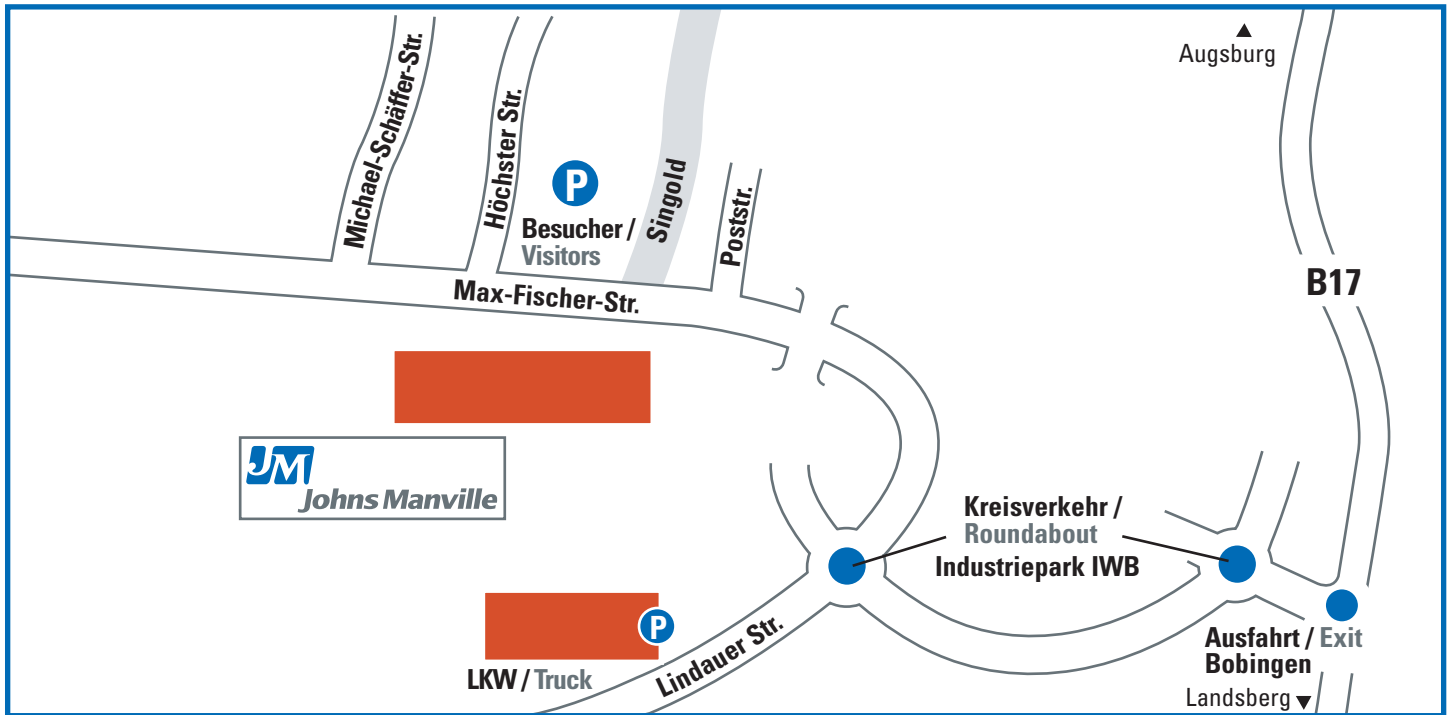 Augsburg
Michael-Schäffer-Str.
Höchster Str.
P
Besucher / Visitors
Singold
Poststr.
Max-Fischer-Str.
B17
JM
Johns Manville
Kreisverkehr /
Roundabout
Industriepark IWB
P
LKW / Truck
Lindauer Str.
Ausfahrt / Exit
Bobingen
Landsberg